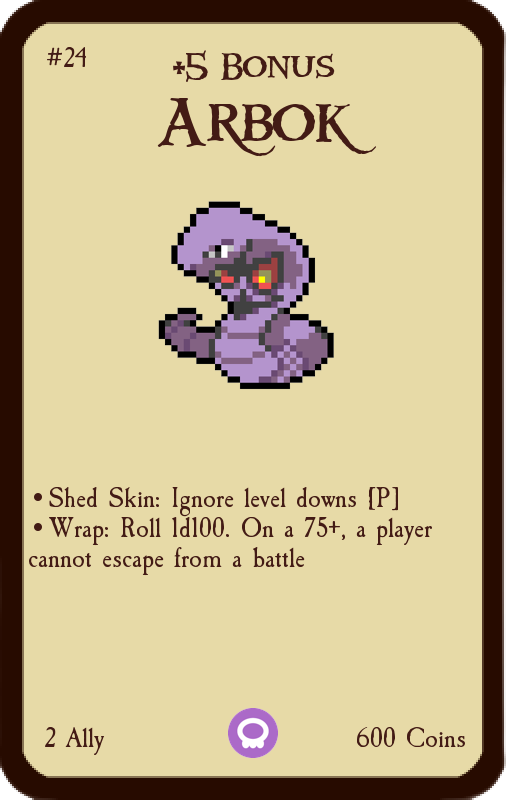 #24
+5 Bonus
Arbok
• Shed Skin: Ignore level downs [P]
• Wrap: Roll 1d100. On a 75+, a player
cannot escape from a battle
2 Ally
600 Coins